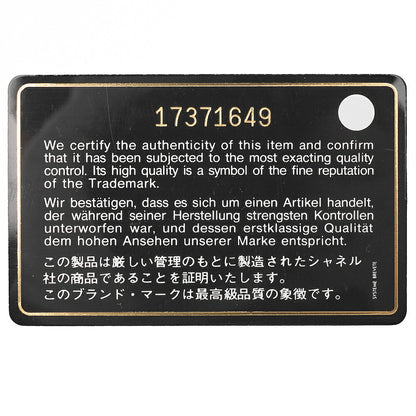 17371649
We certify the authenticity of this item and confirm
that it has been subjected to the most exacting quality
control. Its high quality is a symbol of the fine reputation
of the Trademark.
Wir bestätigen, dass es sich um einen Artikel handelt,
der während seiner Herstellung strengsten Kontrollen
unterworfen war, und dessen erstklassige Qualität
dem hohen Ansehen unserer Marke entspricht.
この製品は厳しい管理のもとに製造されたシャネル
社の商品であることを証明いたします。
このブランド・マークは最高級品質の象徴です。